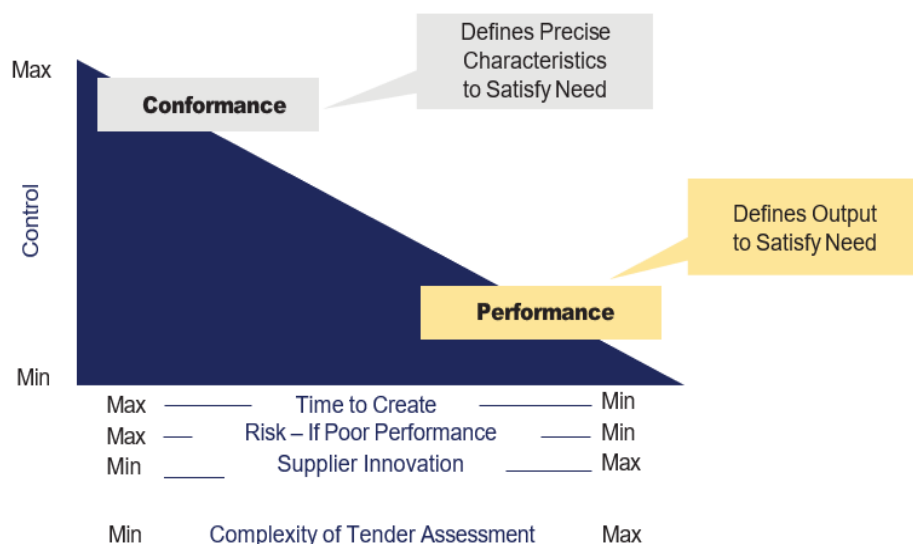 Defines Precise
Characteristics
to Satisfy Need
Max
Conformance
Control
Defines Output
to Satisfy Need
Performance
Min
Max Time to Create Min
Max Risk – If Poor Performance Min
Min Supplier Innovation Max
Min Complexity of Tender Assessment Max